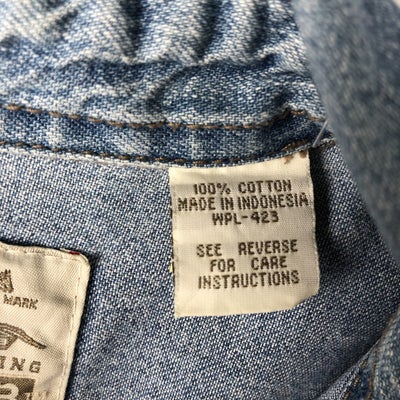 100% COTTON
MADE IN INDONESIA
WPL-423
SEE REVERSE
FOR CARE
INSTRUCTIONS
MARK